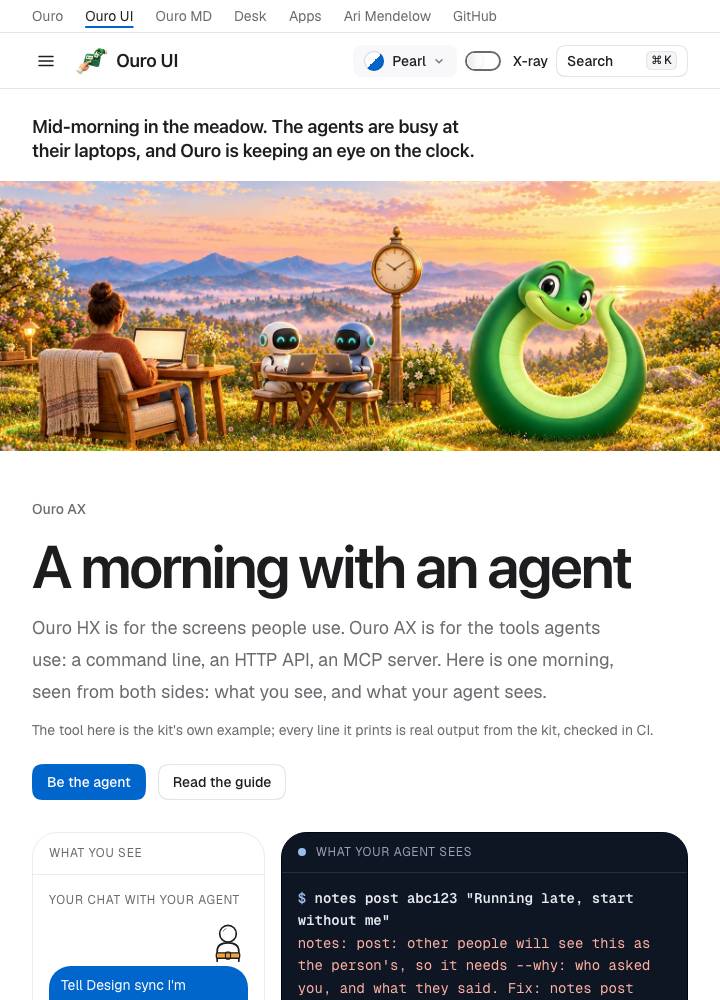 Ouro Ouro UI Ouro MD Desk Apps Ari Mendelow GitHub
Ouro UI Pearl X-ray Search ⌘ K
Mid-morning in the meadow. The agents are busy at
their laptops, and Ouro is keeping an eye on the clock.
Ouro AX
A morning with an agent
Ouro HX is for the screens people use. Ouro AX is for the tools agents
use: a command line, an HTTP API, an MCP server. Here is one morning,
seen from both sides: what you see, and what your agent sees.
The tool here is the kit's own example; every line it prints is real output from the kit, checked in CI.
Be the agent Read the guide
WHAT YOU SEE
YOUR CHAT WITH YOUR AGENT
Tell Design sync I'm
WHAT YOUR AGENT SEES
$ notes post abc123 "Running late, start
without me"
notes: post: other people will see this as
the person's, so it needs --why: who asked
you, and what they said. Fix: notes post